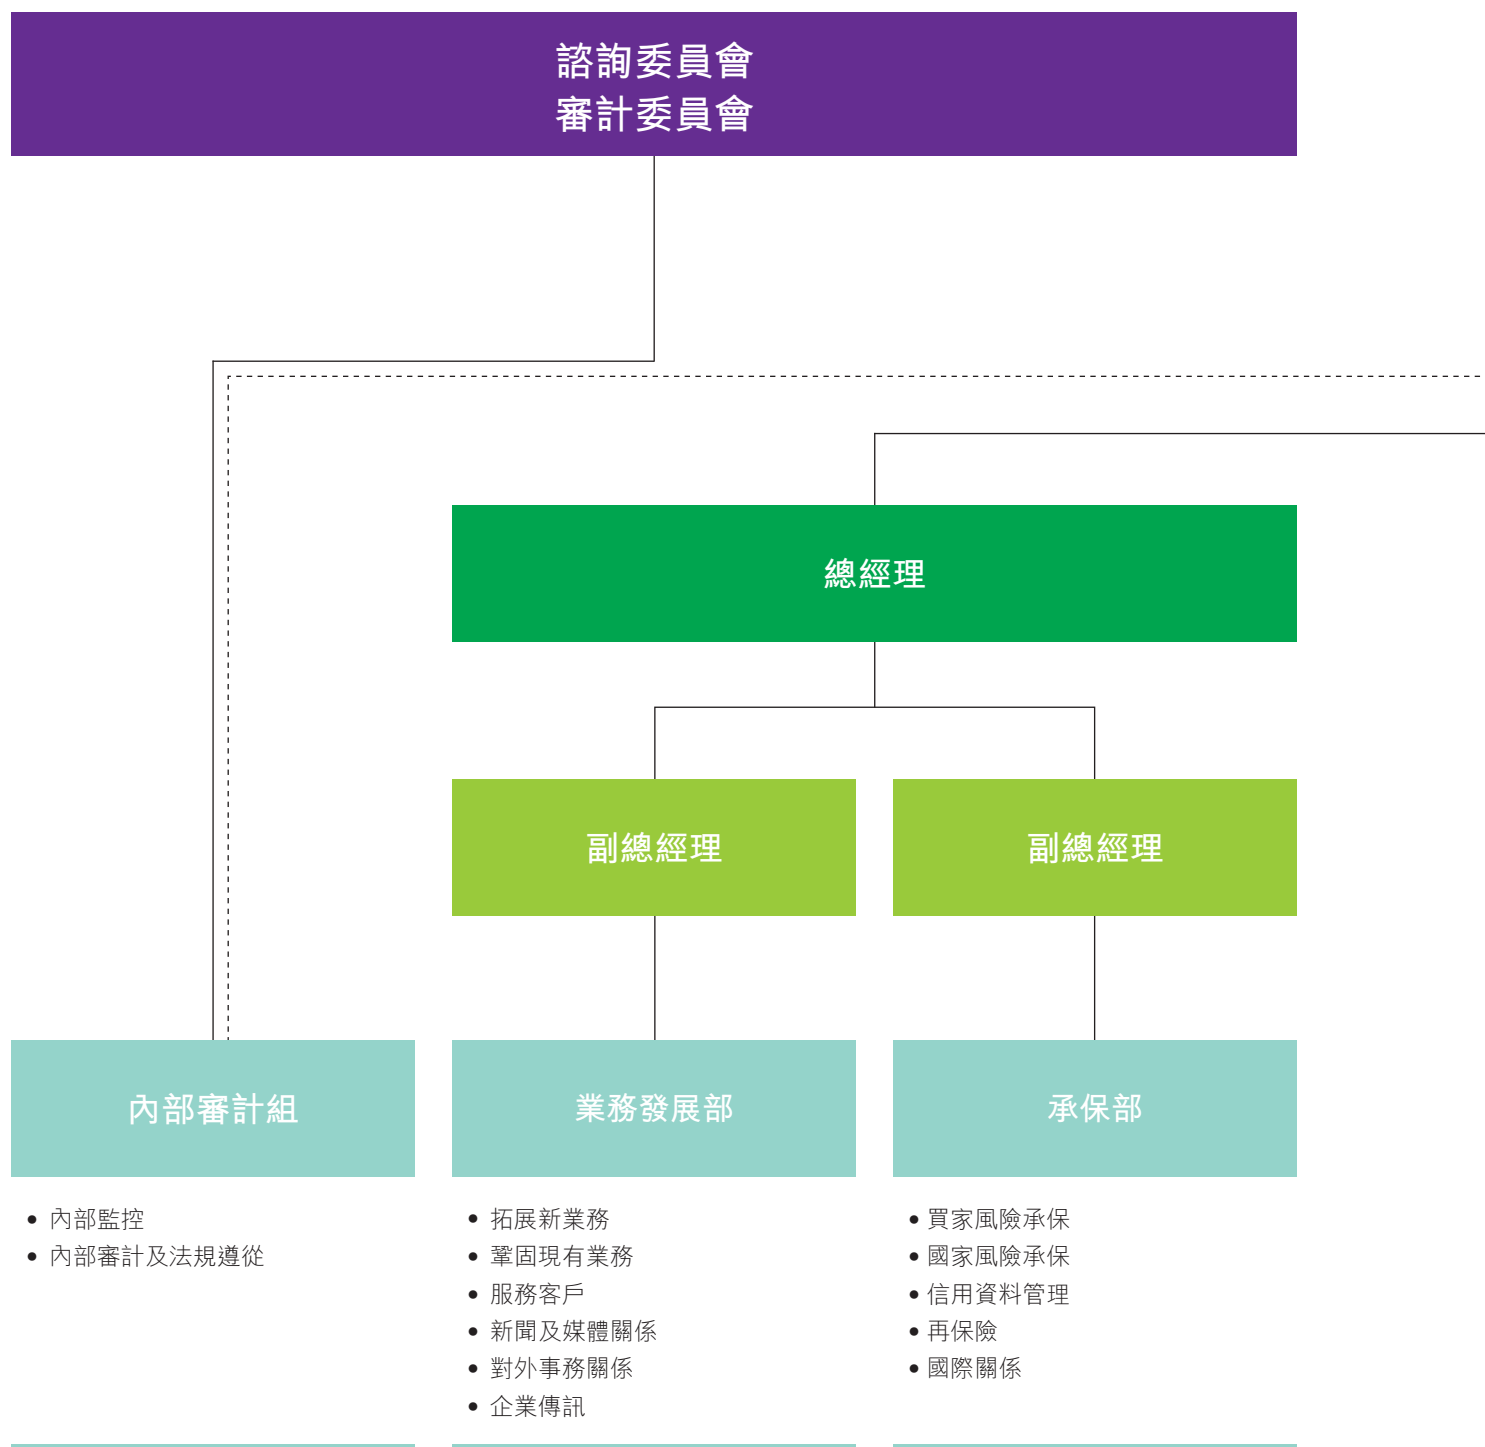 諮詢委員會
審計委員會
總經理
副總經理
副總經理
內部審計組
業務發展部
承保部
• 內部監控
• 內部審計及法規遵從
• 拓展新業務
• 鞏固現有業務
• 服務客戶
• 新聞及媒體關係
• 對外事務關係
• 企業傳訊
• 買家風險承保
• 國家風險承保
• 信用資料管理
• 再保險
• 國際關係